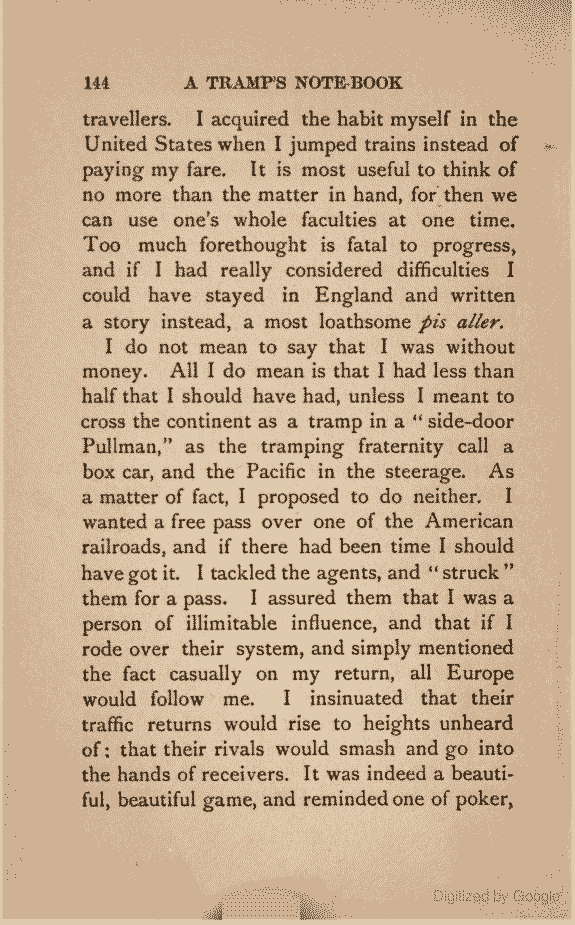 144 A TRAMP'S NOTE-BOOK
travellers. I acquired the habit myself in the
United States when I jumped trains instead of
paying my fare. It is most useful to think of
no more than the matter in hand, for then we
can use one's whole faculties at one time.
Too much forethought is fatal to progress,
and if I had really considered difficulties I
could have stayed in England and written
a story instead, a most loathsome pis aller.
I do not mean to say that I was without
money. All I do mean is that I had less than
half that I should have had, unless I meant to
cross the continent as a tramp in a "side-door
Pullman," as the tramping fraternity call a
box car, and the Pacific in the steerage. As
a matter of fact, I proposed to do neither. I
wanted a free pass over one of the American
railroads, and if there had been time I should
have got it. I tackled the agents, and "struck"
them for a pass. I assured them that I was a
person of illimitable influence, and that if I
rode over their system, and simply mentioned
the fact casually on my return, all Europe
would follow me. I insinuated that their
traffic returns would rise to heights unheard
of; that their rivals would smash and go into
the hands of receivers. It was indeed a beauti-
ful, beautiful game, and reminded one of poker,
Digitized by Google